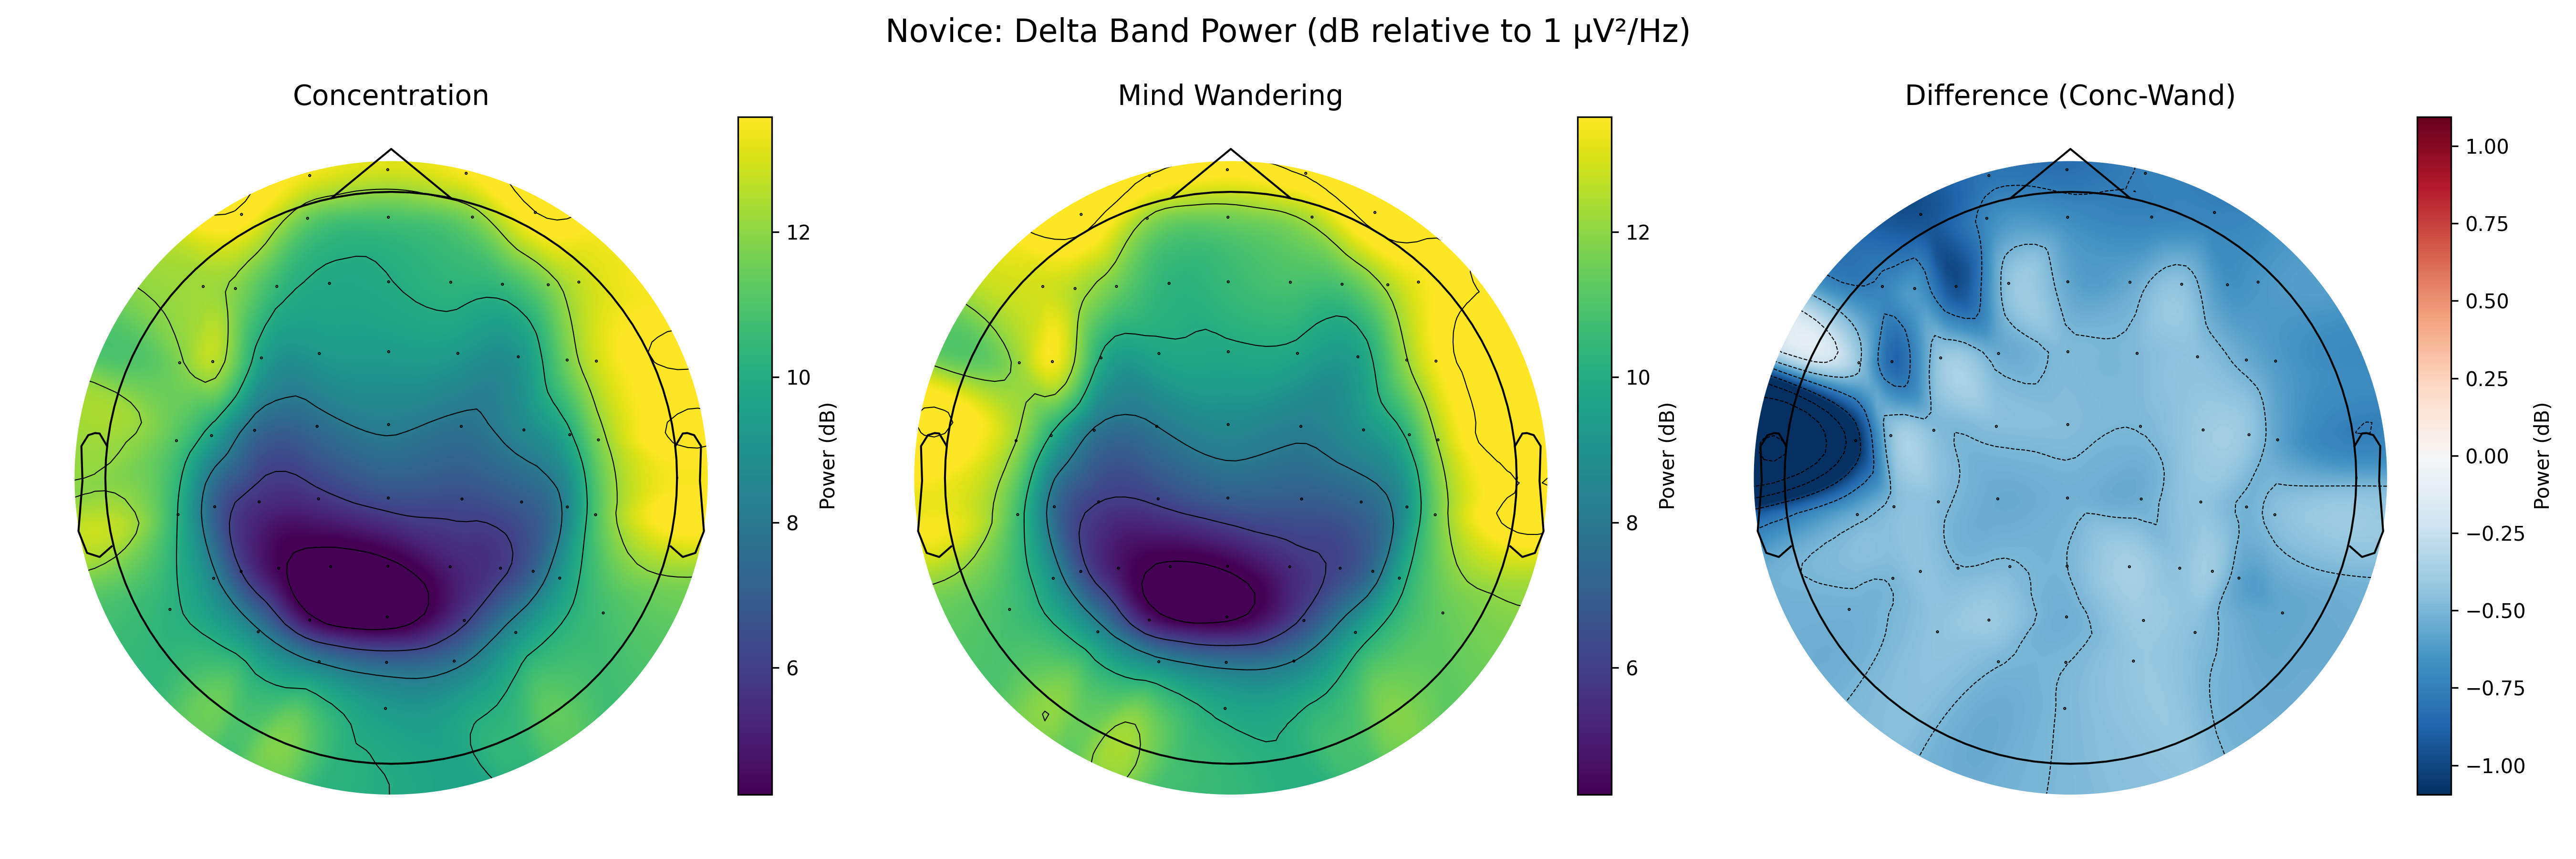 Novice: Delta Band Power (dB relative to 1 μV²/Hz)
Concentration
Mind Wandering
Difference (Conc-Wand)
12
10
8
6
Power (dB)
12
10
8
6
Power (dB)
1.00
0.75
0.50
0.25
0.00
−0.25
−0.50
−0.75
−1.00
Power (dB)